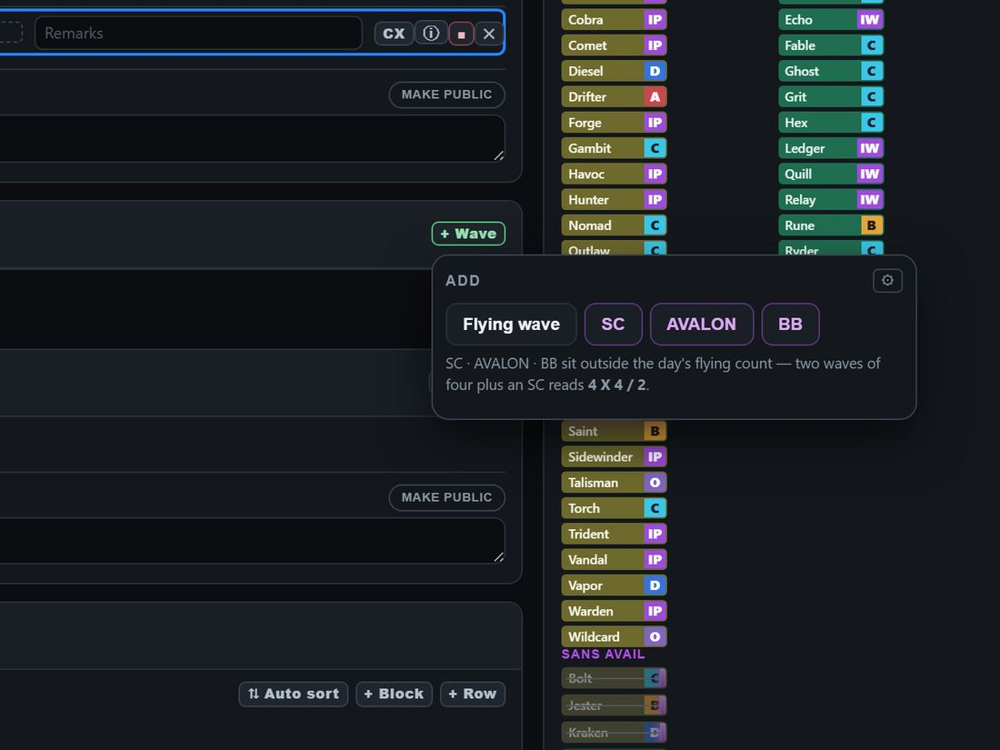 Remarks
CX
MAKE PUBLIC
+ Wave
ADD
Flying wave
SC
AVALON
BB
SC · AVALON · BB sit outside the day's flying count — two waves of
four plus an SC reads 4 X 4 / 2.
MAKE PUBLIC
⇅ Auto sort
+ Block
+ Row
Cobra IP
Comet IP
Diesel D
Drifter A
Forge IP
Gambit C
Havoc IP
Hunter IP
Nomad C
Outlaw C
Saint B
Sidewinder IP
Talisman O
Torch C
Trident IP
Vandal IP
Vapor D
Warden IP
Wildcard O
SANS AVAIL
Bolt C
Jester B
Kraken D
Echo IW
Fable C
Ghost C
Grit C
Hex C
Ledger IW
Quill IW
Relay IW
Rune B
Ryder C